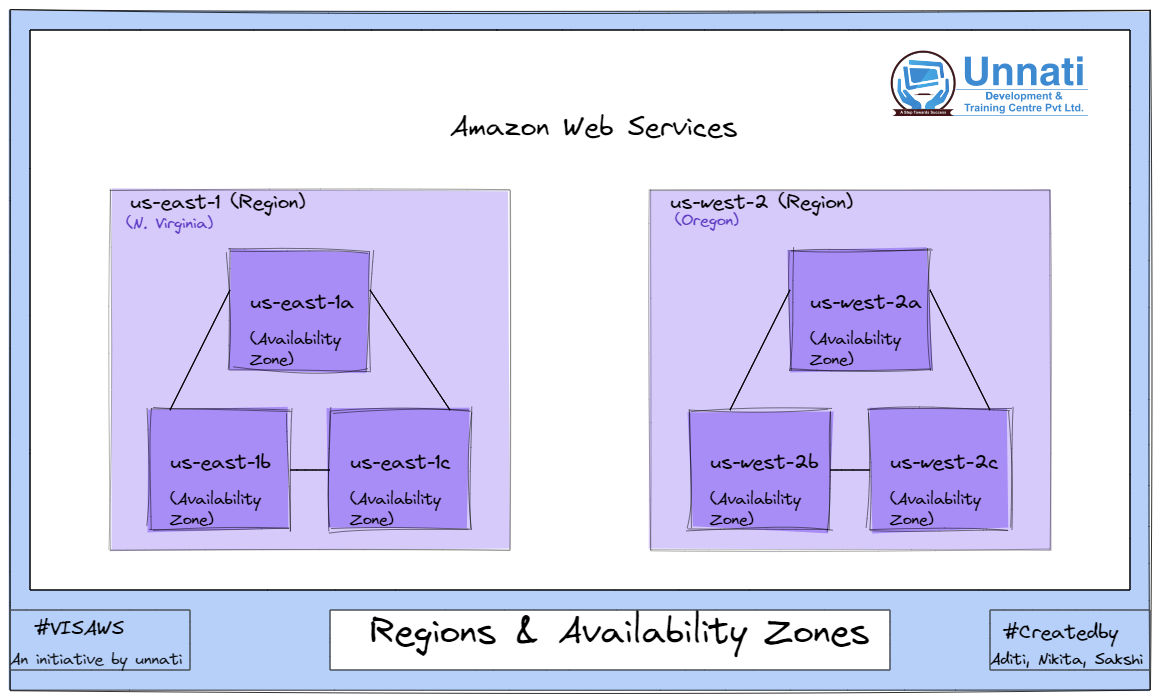 Unnati
Development &
Training Centre Pvt Ltd.
A Step Towards Success
Amazon Web Services
us-east-1 (Region)
(N. Virginia)
us-east-1a
(Availability
Zone)
us-east-1b
(Availability
Zone)
us-east-1c
(Availability
Zone)
us-west-2 (Region)
(Oregon)
us-west-2a
(Availability
Zone)
us-west-2b
(Availability
Zone)
us-west-2c
(Availability
Zone)
#VISAWS
An initiative by unnati
Regions & Availability Zones
#Createdby
Aditi, Nikita, Sakshi